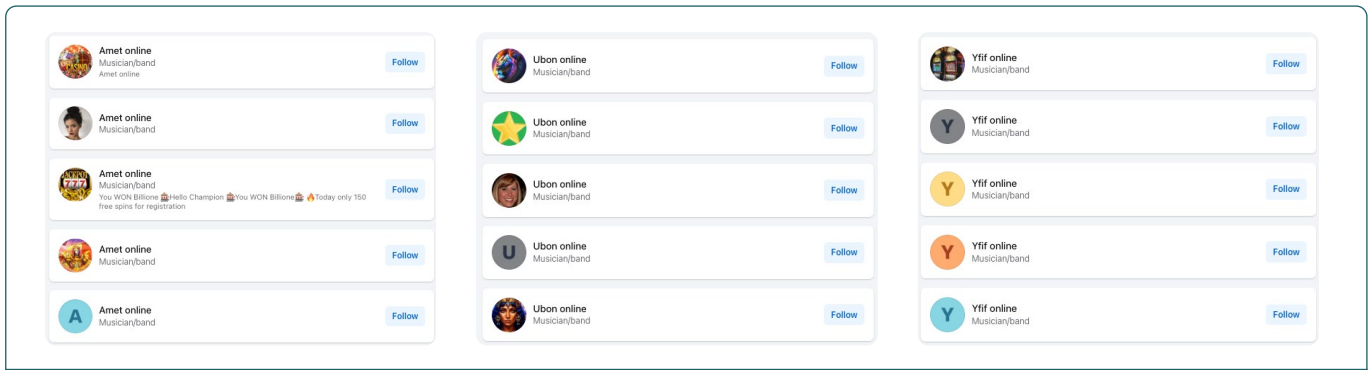 Amet online
Musician/band
Amet online
Follow
Amet online
Musician/band
Follow
Amet online
Musician/band
You WON Billione 🎰Hello Champion 🎰You WON Billione🎰 🔥Today only 150
free spins for registration
Follow
Amet online
Musician/band
Follow
A
Amet online
Musician/band
Follow
Ubon online
Musician/band
Follow
Ubon online
Musician/band
Follow
Ubon online
Musician/band
Follow
U
Ubon online
Musician/band
Follow
Ubon online
Musician/band
Follow
Yfif online
Musician/band
Follow
Y
Yfif online
Musician/band
Follow
Y
Yfif online
Musician/band
Follow
Y
Yfif online
Musician/band
Follow
Y
Yfif online
Musician/band
Follow
CASINO
777